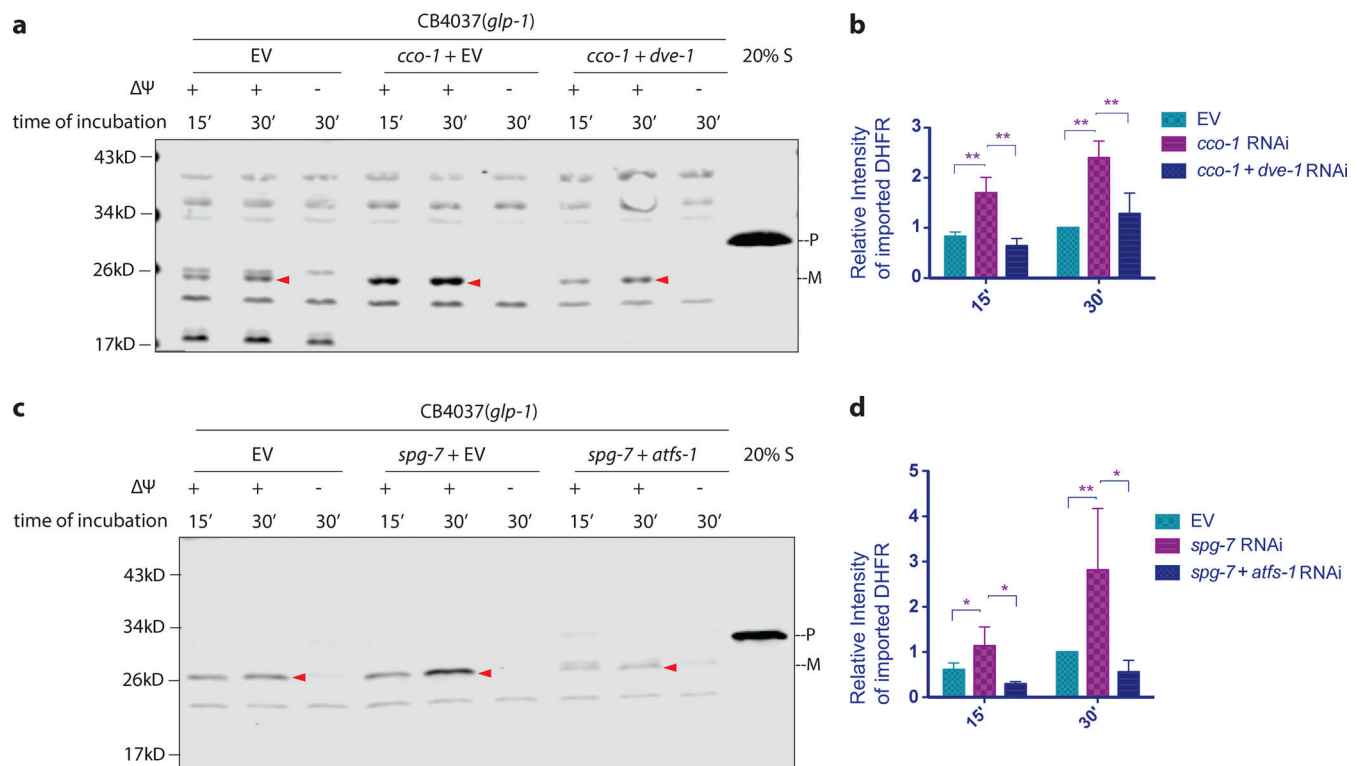 a
CB4037(glp-1)
EV cco-1 + EV cco-1 + dve-1 20% S
ΔΨ + + - + + - + + -
time of incubation 15′ 30′ 30′ 15′ 30′ 30′ 15′ 30′ 30′
43kD
34kD
--P
26kD
--M
17kD
b
Relative Intensity
of imported DHFR
3
2
1
0
** ** ** **
15'
30'
EV
cco-1 RNAi
cco-1 + dve-1 RNAi
c
CB4037(glp-1)
EV spg-7 + EV spg-7 + atfs-1 20% S
ΔΨ + + - + + - + + -
time of incubation 15′ 30′ 30′ 15′ 30′ 30′ 15′ 30′ 30′
43kD
34kD
--P
--M
26kD
17kD
d
Relative Intensity
of imported DHFR
5
4
3
2
1
0
* * ** *
15'
30'
EV
spg-7 RNAi
spg-7 + atfs-1 RNAi